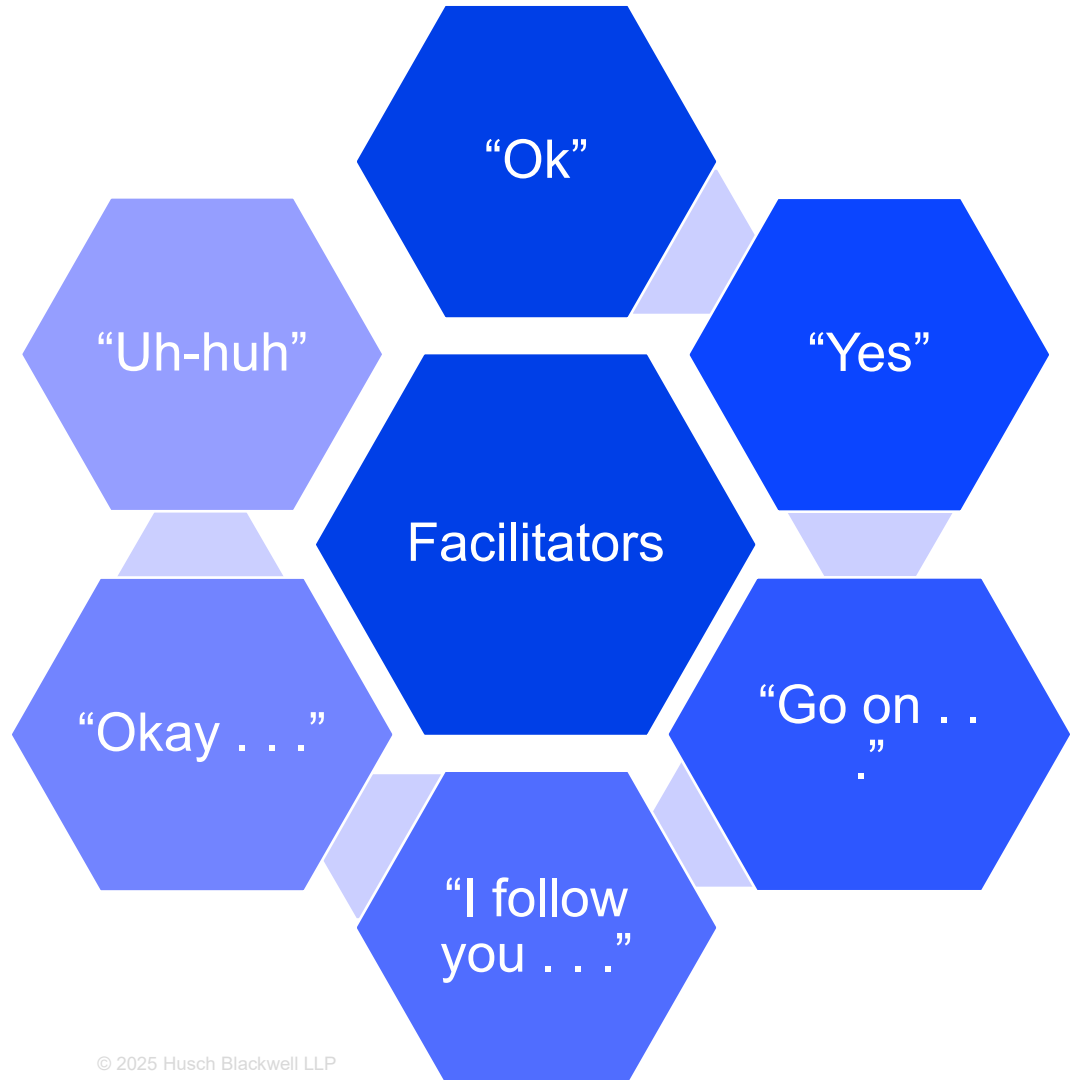 “Ok”
“Uh-huh”
“Yes”
Facilitators
“Go on . .
.”
“Okay . . .”
“I follow
you . . .”
© 2025 Husch Blackwell LLP